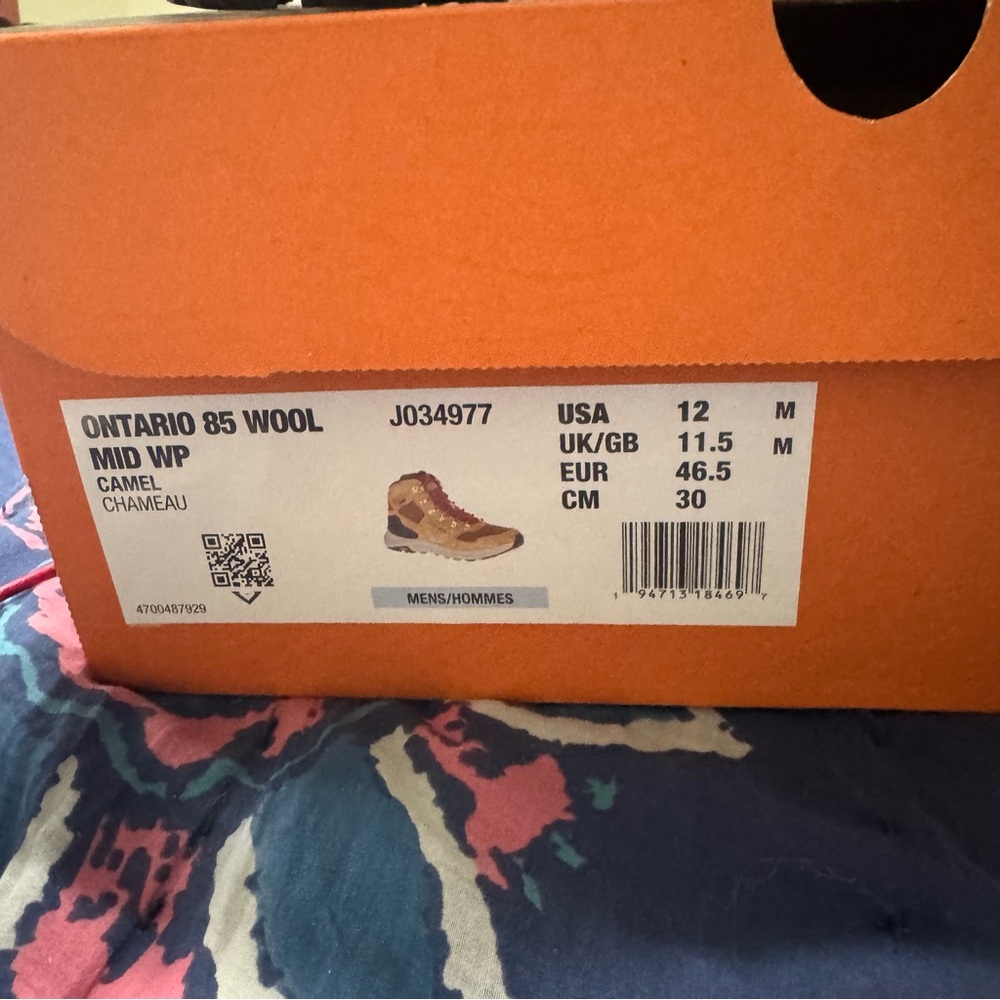 ONTARIO 85 WOOL J034977
MID WP
CAMEL
CHAMEAU
4700487929
MENS/HOMMES
USA 12 M
UK/GB 11.5 M
EUR 46.5
CM 30
1 94713 18469 7